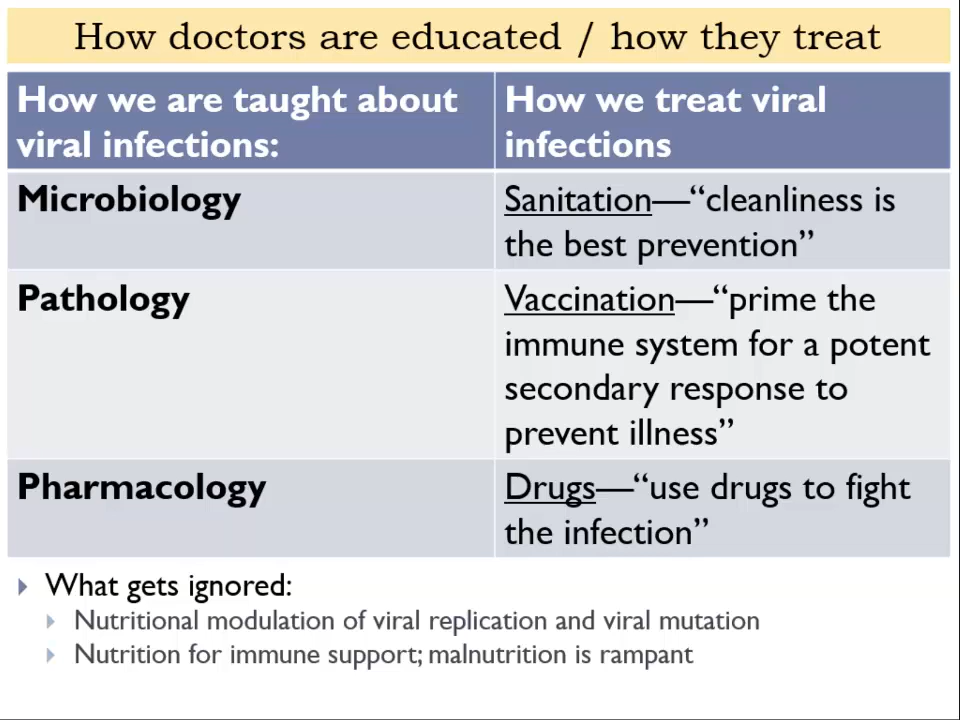 How doctors are educated / how they treat
How we are taught about
viral infections:
How we treat viral
infections
Microbiology
Sanitation—“cleanliness is
the best prevention”
Pathology
Vaccination—“prime the
immune system for a potent
secondary response to
prevent illness”
Pharmacology
Drugs—“use drugs to fight
the infection”
What gets ignored:
Nutritional modulation of viral replication and viral mutation
Nutrition for immune support; malnutrition is rampant